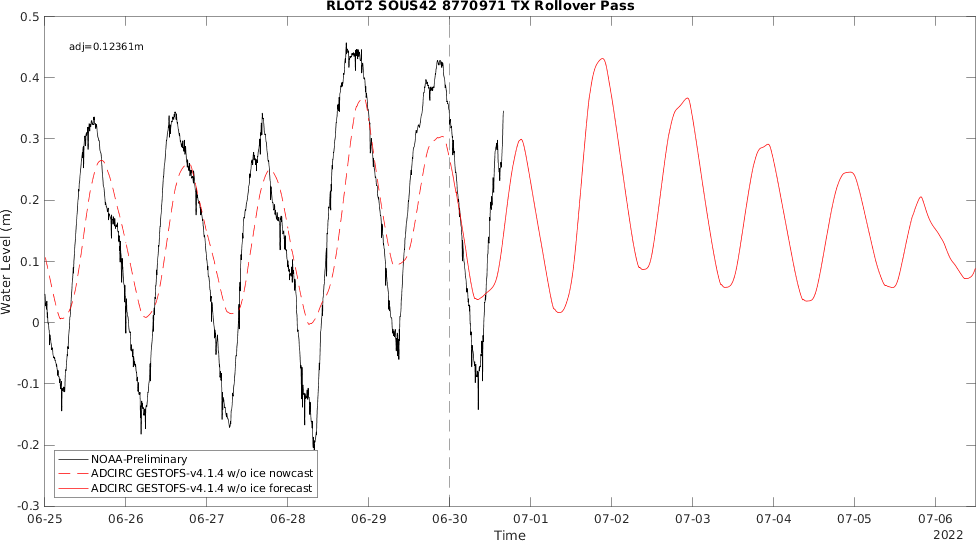 RLOT2 SOUS42 8770971 TX Rollover Pass
adj=0.12361m
0.5
0.4
0.3
0.2
0.1
0
-0.1
-0.2
-0.3
Water Level (m)
NOAA-Preliminary
ADCIRC GESTOFS-v4.1.4 w/o ice nowcast
ADCIRC GESTOFS-v4.1.4 w/o ice forecast
06-25 06-26 06-27 06-28 06-29 06-30 07-01 07-02 07-03 07-04 07-05 07-06
Time
2022